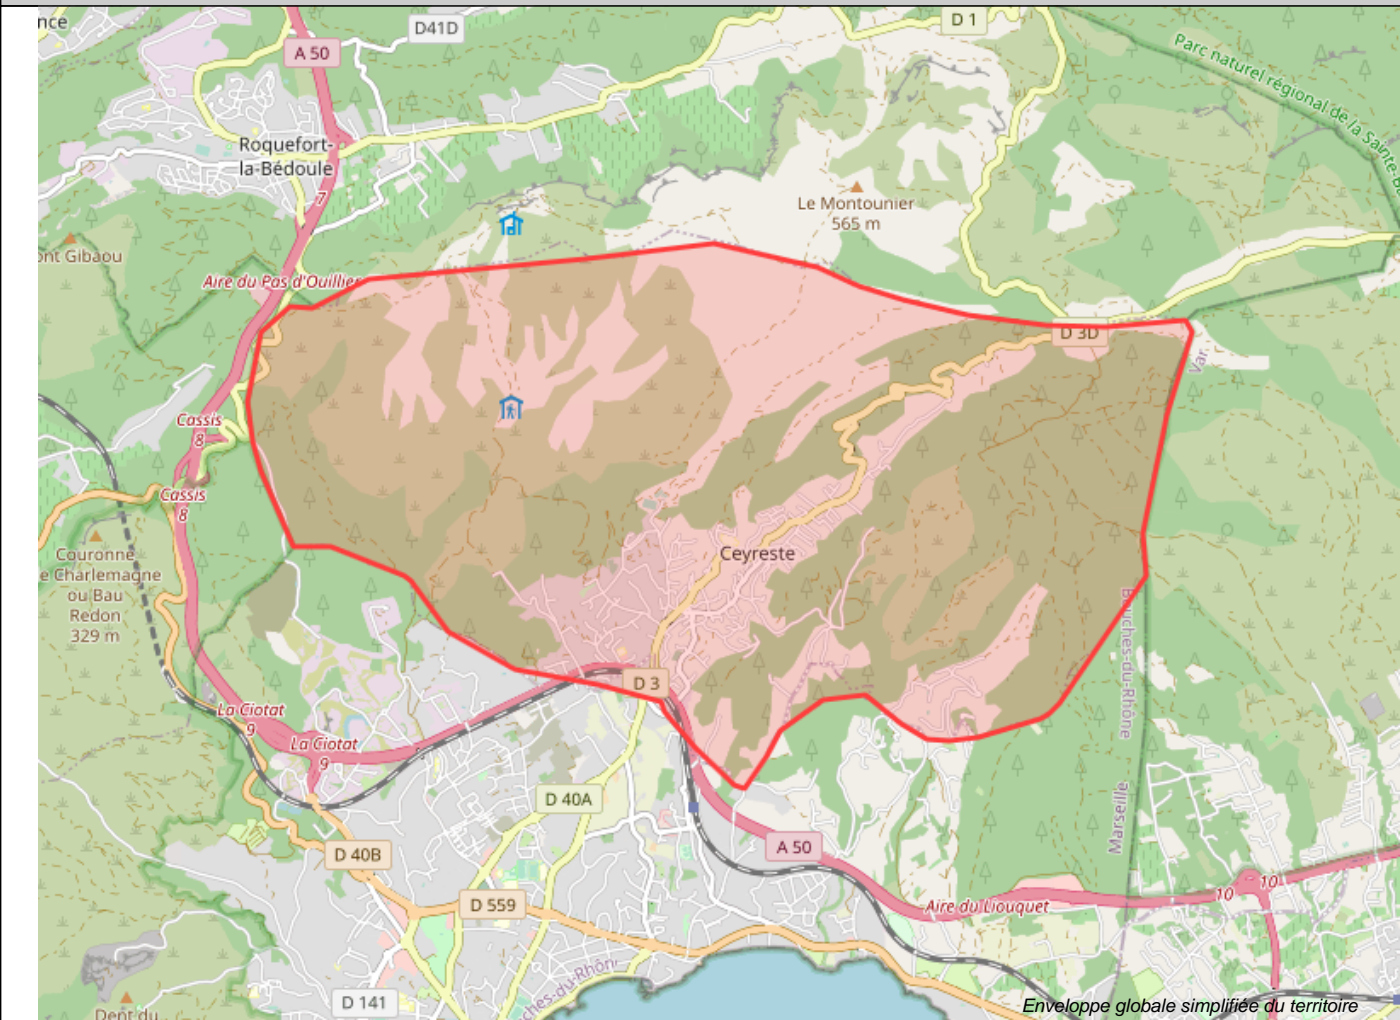 nce
D41D
D 1
A 50
Parc naturel régional de la Sainte-B
Roquefort-
la-Bédoule
7
Le Montounier
565 m
ont Gibaou
Aire du Pas d'Ouillier
D 3D
Var
Cassis
8
Cassis
8
Couronne
e Charlemagne
ou Bau
Redon
329 m
Ceyreste
Bouches-du-Rhône
D 3
La Ciotat
9
La Ciotat
9
Marseille
D 40A
A 50
D 40B
10
10
D 559
Aire du Liouquet
ches-du-Rhôn
D 141
Dent du
Enveloppe globale simplifiée du territoire